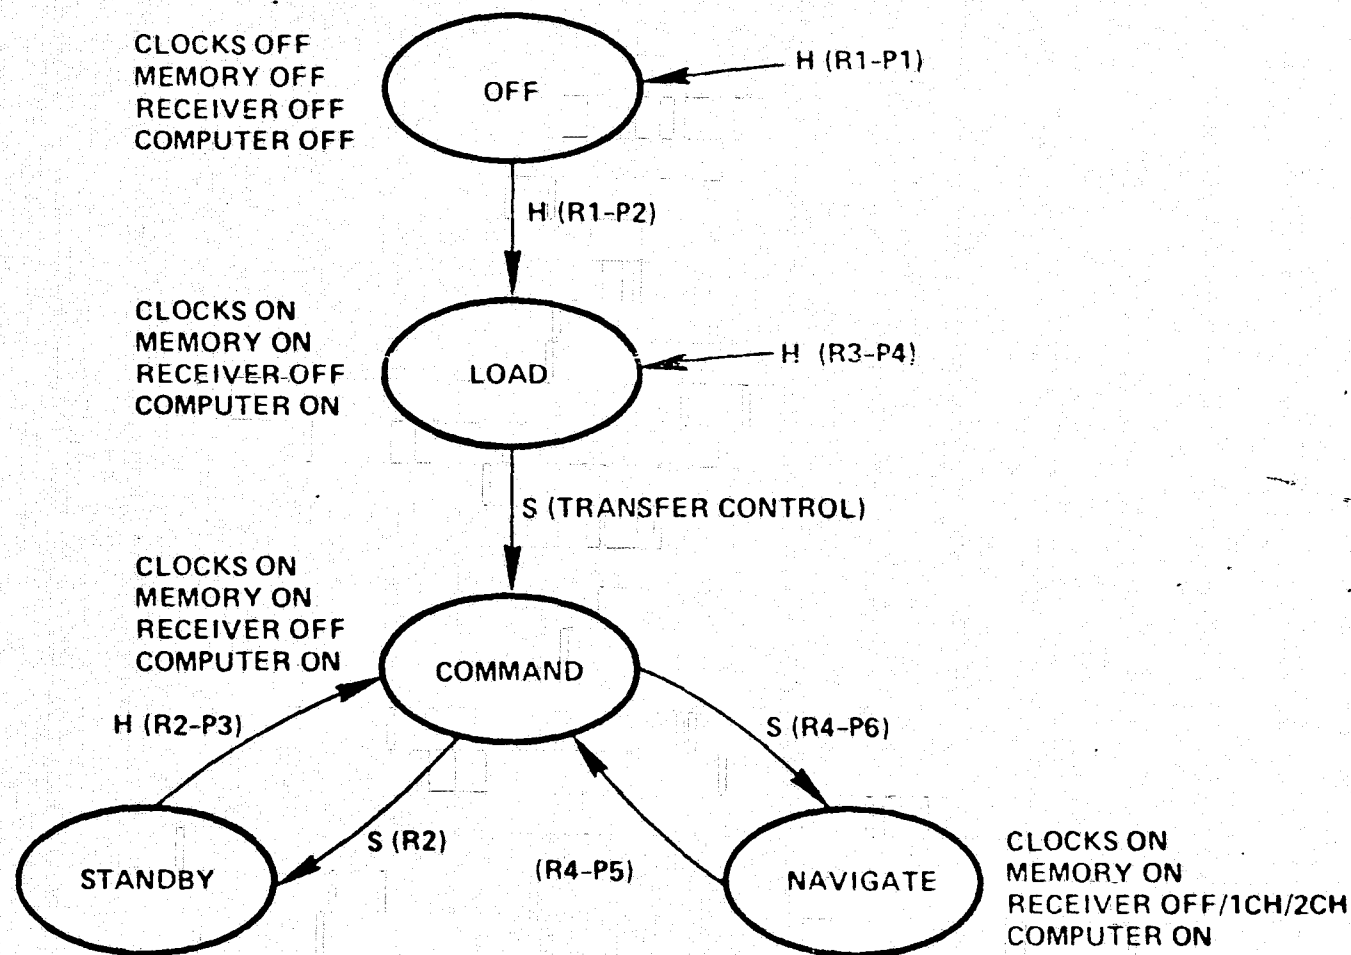 CLOCKS OFF
MEMORY OFF
RECEIVER OFF
COMPUTER OFF
OFF
H (R1-P1)
H (R1-P2)
CLOCKS ON
MEMORY ON
RECEIVER OFF
COMPUTER ON
LOAD
H (R3-P4)
S (TRANSFER CONTROL)
CLOCKS ON
MEMORY ON
RECEIVER OFF
COMPUTER ON
COMMAND
H (R2-P3)
S (R4-P6)
S (R2)
(R4-P5)
STANDBY
NAVIGATE
CLOCKS ON
MEMORY ON
RECEIVER OFF/1CH/2CH
COMPUTER ON